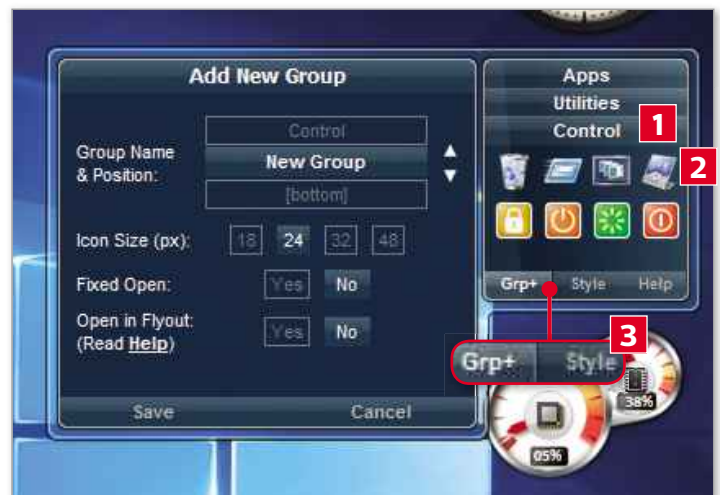 Add New Group
Group Name
& Position:
Control
New Group
[bottom]
Icon Size (px):
18 24 32 48
Fixed Open:
Yes No
Open in Flyout:
(Read Help)
Yes No
Save Cancel
Apps
Utilities
Control
1
2
Grp+ Style Help
3
Grp+ Style
38%
05%